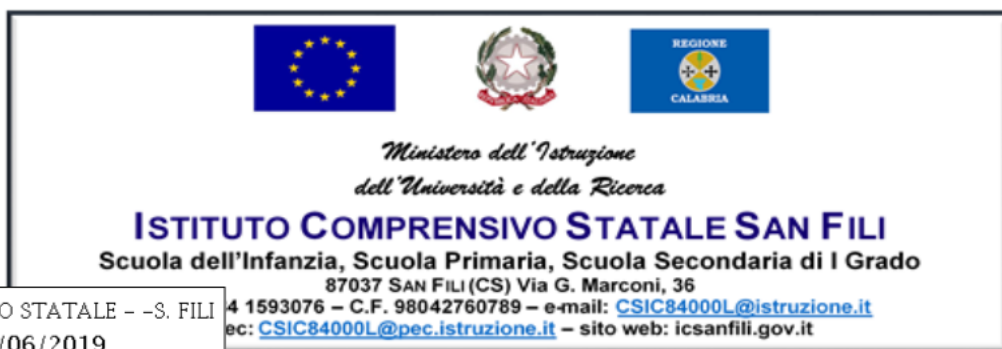 REGIONE
CALABRIA
Ministero dell'Istruzione
dell'Università e della Ricerca
ISTITUTO COMPRENSIVO STATALE SAN FILI
Scuola dell'Infanzia, Scuola Primaria, Scuola Secondaria di I Grado
87037 SAN FILI (CS) Via G. Marconi, 36
4 1593076 – C.F. 98042760789 – e-mail: CSIC84000L@istruzione.it
ec: CSIC84000L@pec.istruzione.it – sito web: icsanfili.gov.it
O STATALE - -S. FILI
/06/2019